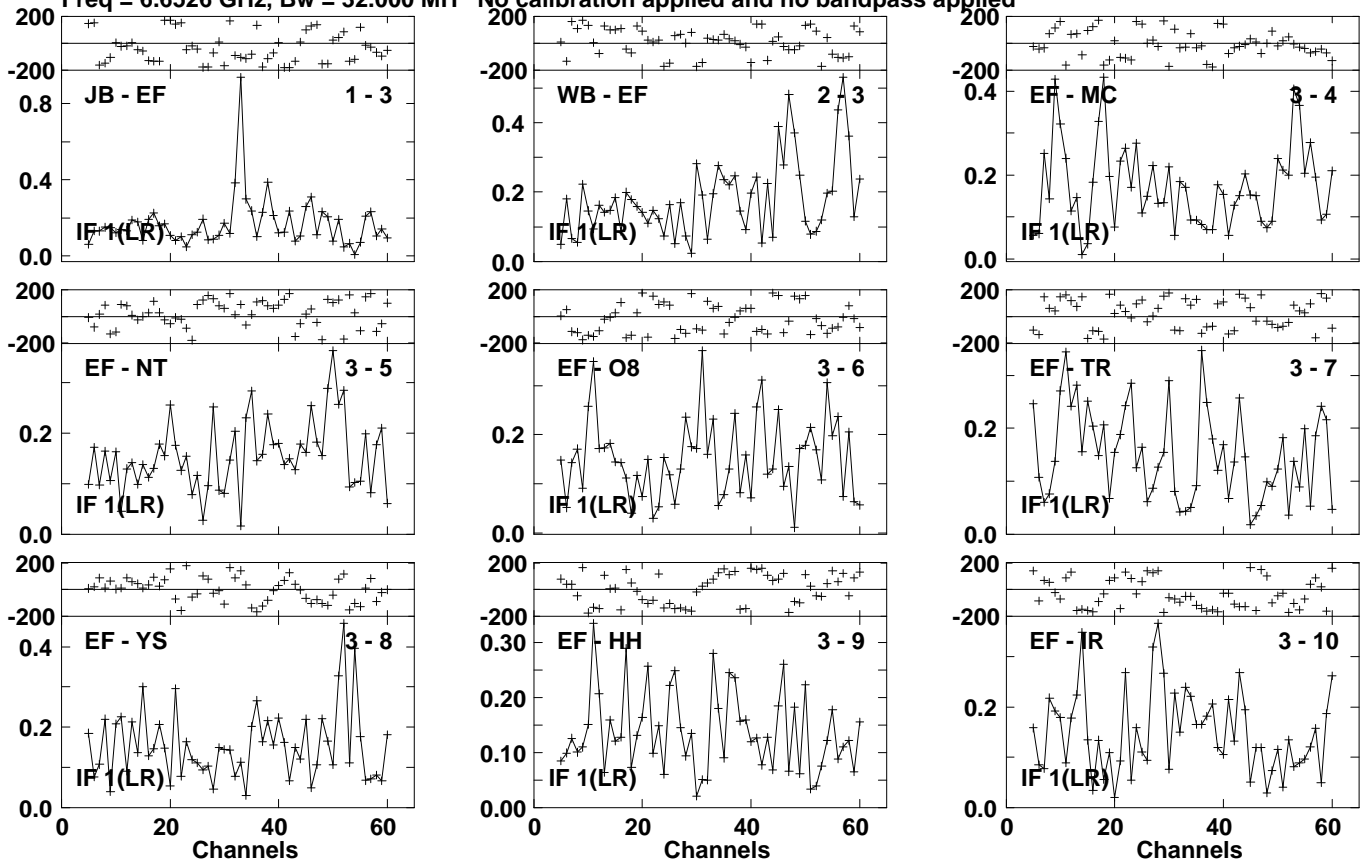 Freq = 6.6526 GHz, Bw = 32.000 MH No calibration applied and no bandpass applied
200
-200
JB - EF 1 - 3
0.8
0.4
0.0
IF 1(LR)
200
-200
WB - EF 2 - 3
0.4
0.2
0.0
IF 1(LR)
200
-200
EF - MC 3 - 4
0.4
0.2
0.0
IF 1(LR)
200
-200
EF - NT 3 - 5
0.2
0.0
IF 1(LR)
200
-200
EF - O8 3 - 6
0.2
0.0
IF 1(LR)
200
-200
EF - TR 3 - 7
0.2
0.0
IF 1(LR)
200
-200
EF - YS 3 - 8
0.4
0.2
0.0
IF 1(LR)
0 20 40 60
Channels
200
-200
EF - HH 3 - 9
0.30
0.20
0.10
0.00
IF 1(LR)
0 20 40 60
Channels
200
-200
EF - IR 3 - 10
0.2
0.0
IF 1(LR)
0 20 40 60
Channels